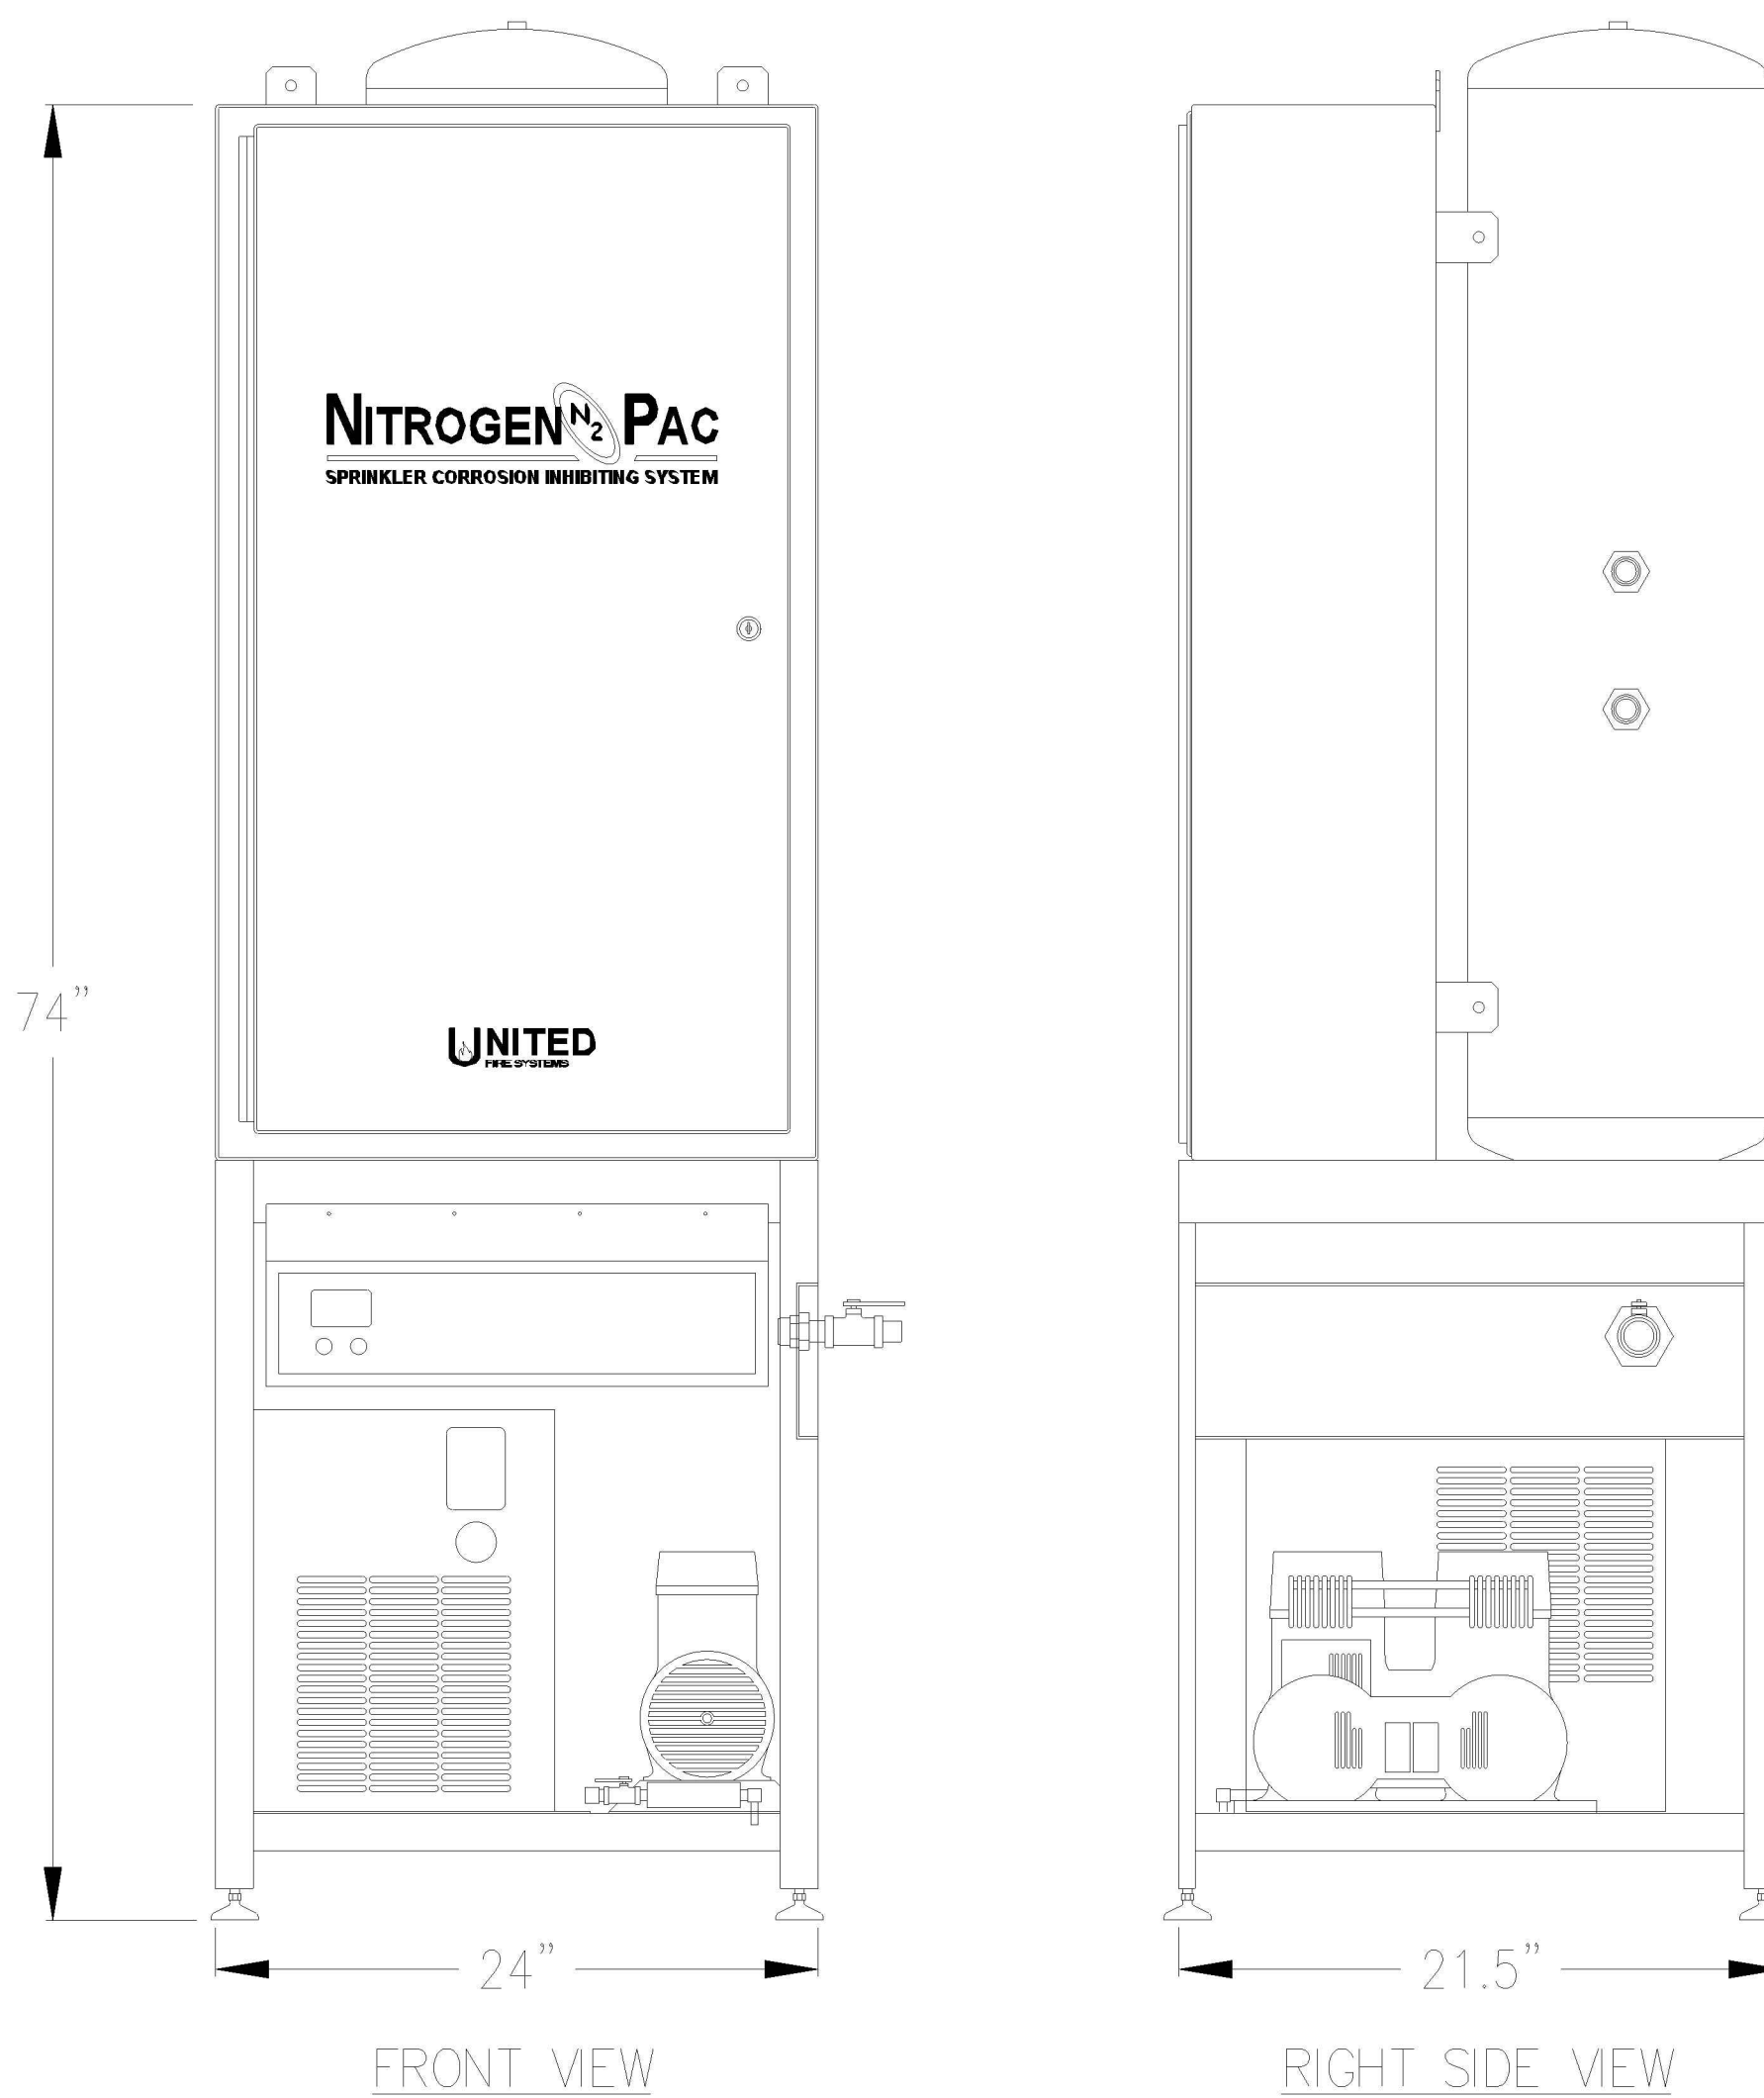 NITROGEN N2 PAC
SPRINKLER CORROSION INHIBITING SYSTEM
74”
UNITED
FIRE SYSTEMS
24”
21.5”
FRONT VIEW
RIGHT SIDE VIEW